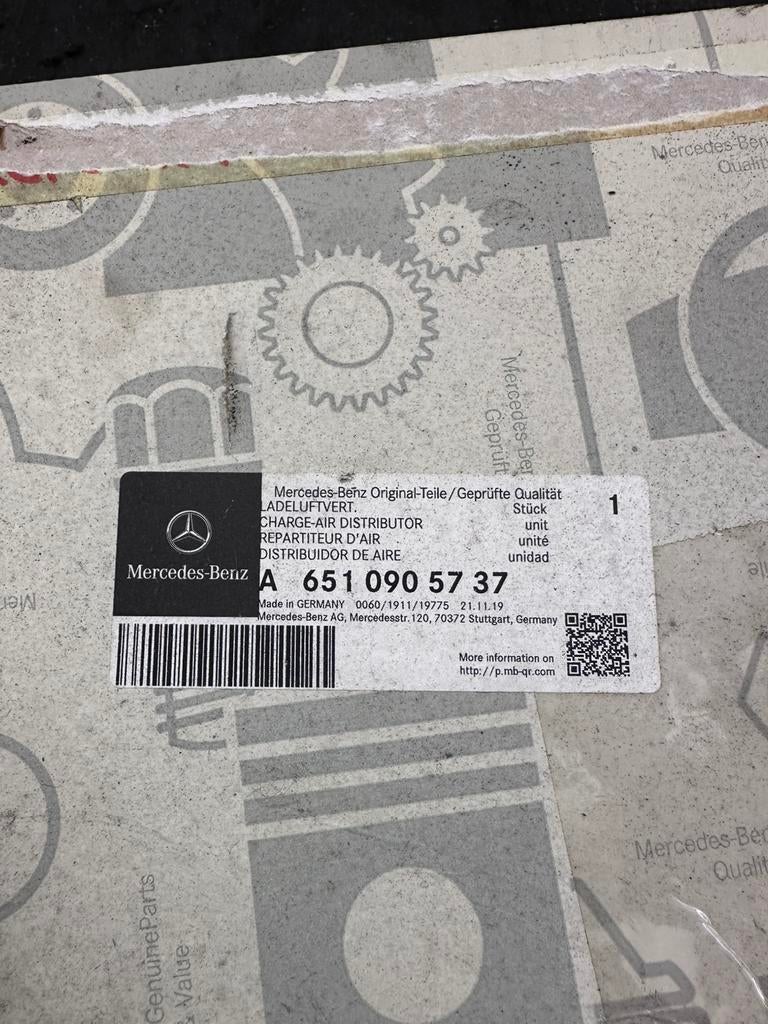 Mercedes-Ben
Qualit
Mercedes-Be
Geprüft
Mercedes-Benz Original-Teile/Geprüfte Qualität
1
LADELUFTVERT. Stück
CHARGE-AIR DISTRIBUTOR unit
REPARTITEUR D'AIR unité
DISTRIBUIDOR DE AIRE unidad
Mercedes-Benz
A 651 090 57 37
Made in GERMANY 0060/1911/19775 21.11.19
Mercedes-Benz AG, Mercedesstr.120, 70372 Stuttgart, Germany
More information on
http://p.mb-qr.com
Mercedes-Ben
Qualit
GenuineParts
& Value